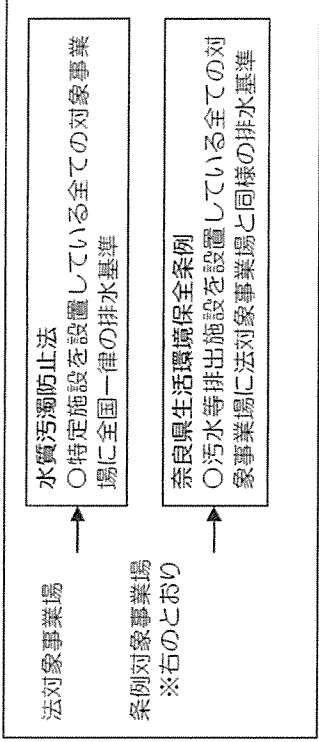 法対象事業場
水質汚濁防止法
○特定施設を設置している全ての対象事業
場に全国一律の排水基準
条例対象事業場
※右のとおり
奈良県生活環境保全条例
○汚水等排出施設を設置している全ての対
象事業場に法対象事業場と同様の排水基準